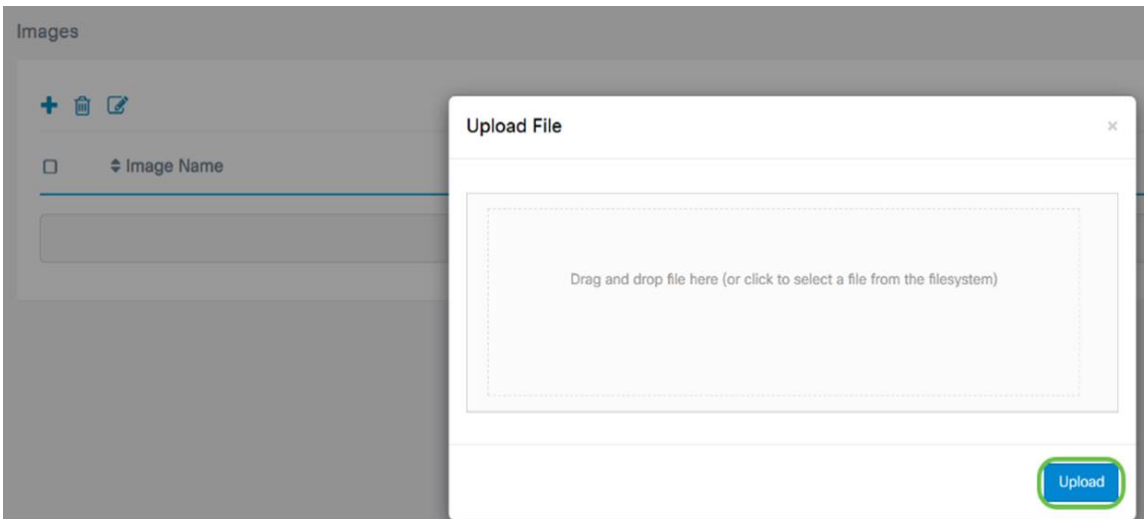 Images
Image Name
Upload File
×
Drag and drop file here (or click to select a file from the filesystem)
Upload